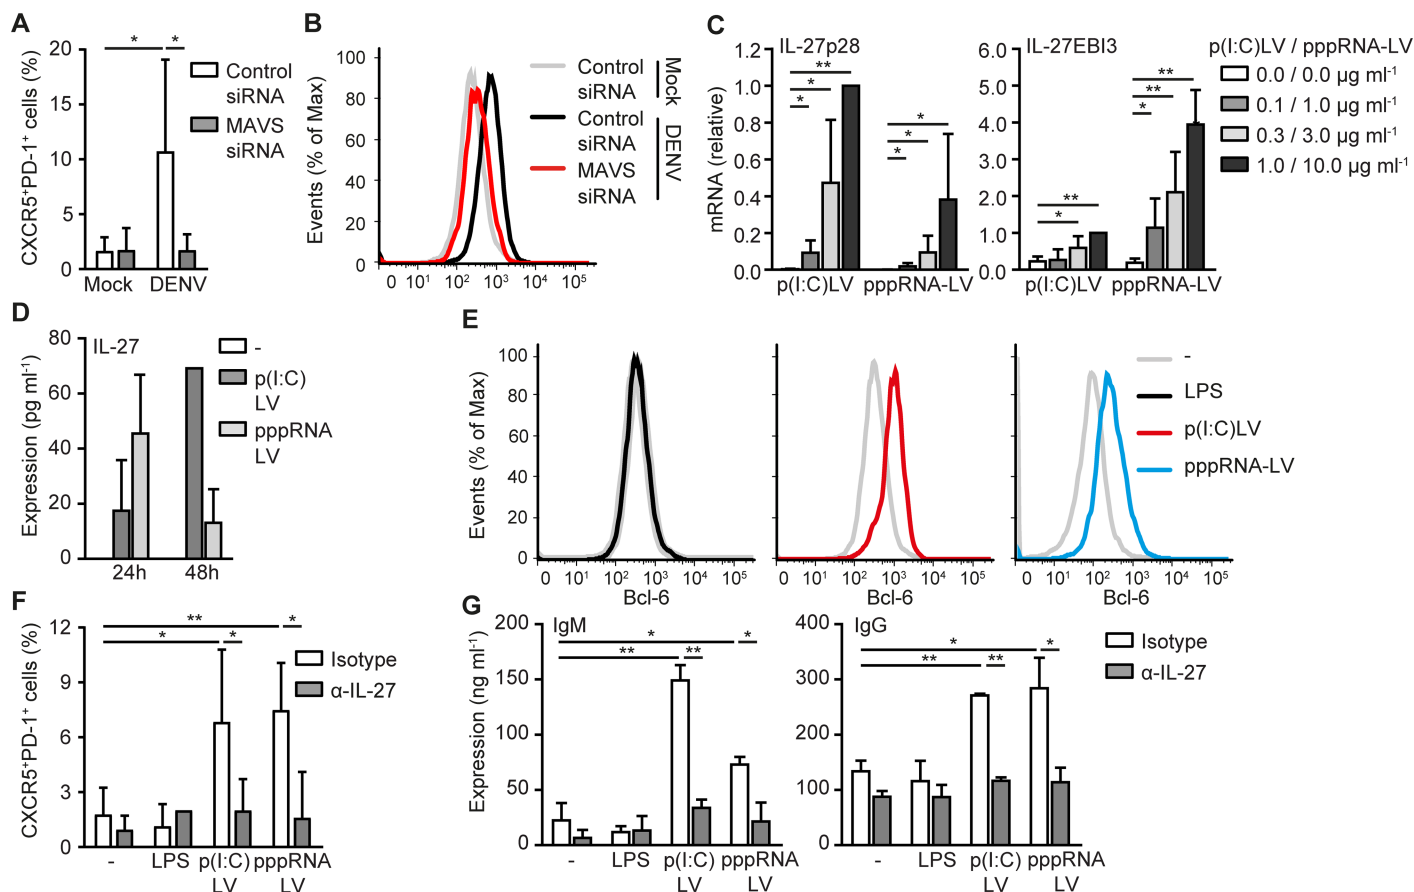 A
CXCR5⁺PD-1⁺ cells (%)
20
15
10
5
0
*
*
Control
siRNA
MAVS
siRNA
Mock
DENV
B
Events (% of Max)
100
80
60
40
20
0
0 10¹ 10² 10³ 10⁴ 10⁵
Control
siRNA
Mock
Control
siRNA
MAVS
siRNA
DENV
C
mRNA (relative)
IL-27p28
1.2
1.0
0.8
0.6
0.4
0.2
0.0
**
*
*
*
*
*
p(I:C)LV pppRNA-LV
IL-27EBI3
6.0
5.0
4.0
3.0
2.0
1.0
0.0
**
*
**
**
*
p(I:C)LV pppRNA-LV
p(I:C)LV / pppRNA-LV
0.0 / 0.0 µg ml⁻¹
0.1 / 1.0 µg ml⁻¹
0.3 / 3.0 µg ml⁻¹
1.0 / 10.0 µg ml⁻¹
D
Expression (pg ml⁻¹)
IL-27
80
60
40
20
0
24h 48h
-
p(I:C)
LV
pppRNA
LV
E
Events (% of Max)
100
80
60
40
20
0
0 10¹ 10² 10³ 10⁴ 10⁵
Bcl-6
0 10¹ 10² 10³ 10⁴ 10⁵
Bcl-6
0 10¹ 10² 10³ 10⁴ 10⁵
Bcl-6
-
LPS
p(I:C)LV
pppRNA-LV
F
CXCR5⁺PD-1⁺ cells (%)
12
9
6
3
0
**
*
*
*
Isotype
α-IL-27
- LPS p(I:C) pppRNA
LV LV
G
Expression (ng ml⁻¹)
IgM
200
150
100
50
0
*
*
**
**
- LPS p(I:C) pppRNA
LV LV
IgG
400
300
200
100
0
*
*
**
**
- LPS p(I:C) pppRNA
LV LV
Isotype
α-IL-27